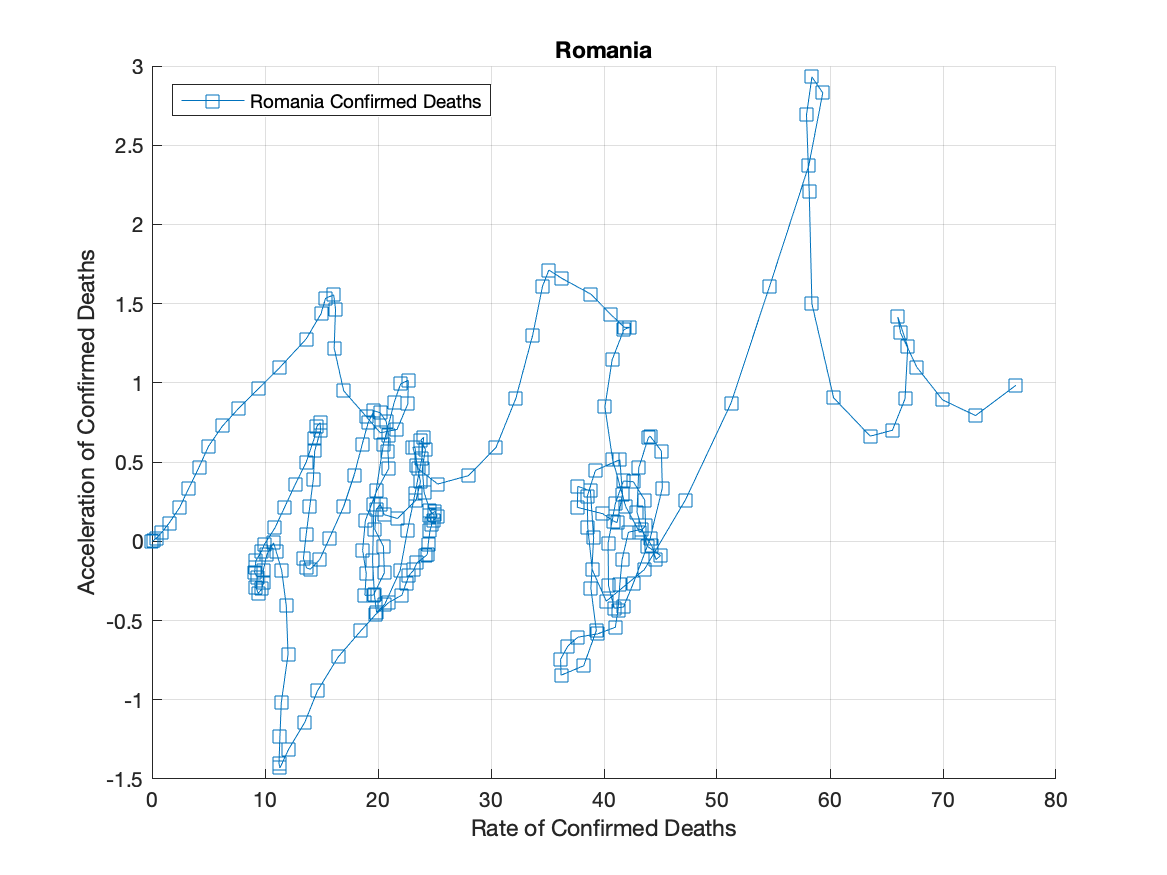 Romania
Romania Confirmed Deaths
3
2.5
2
1.5
1
0.5
0
-0.5
-1
-1.5
Acceleration of Confirmed Deaths
0 10 20 30 40 50 60 70 80
Rate of Confirmed Deaths